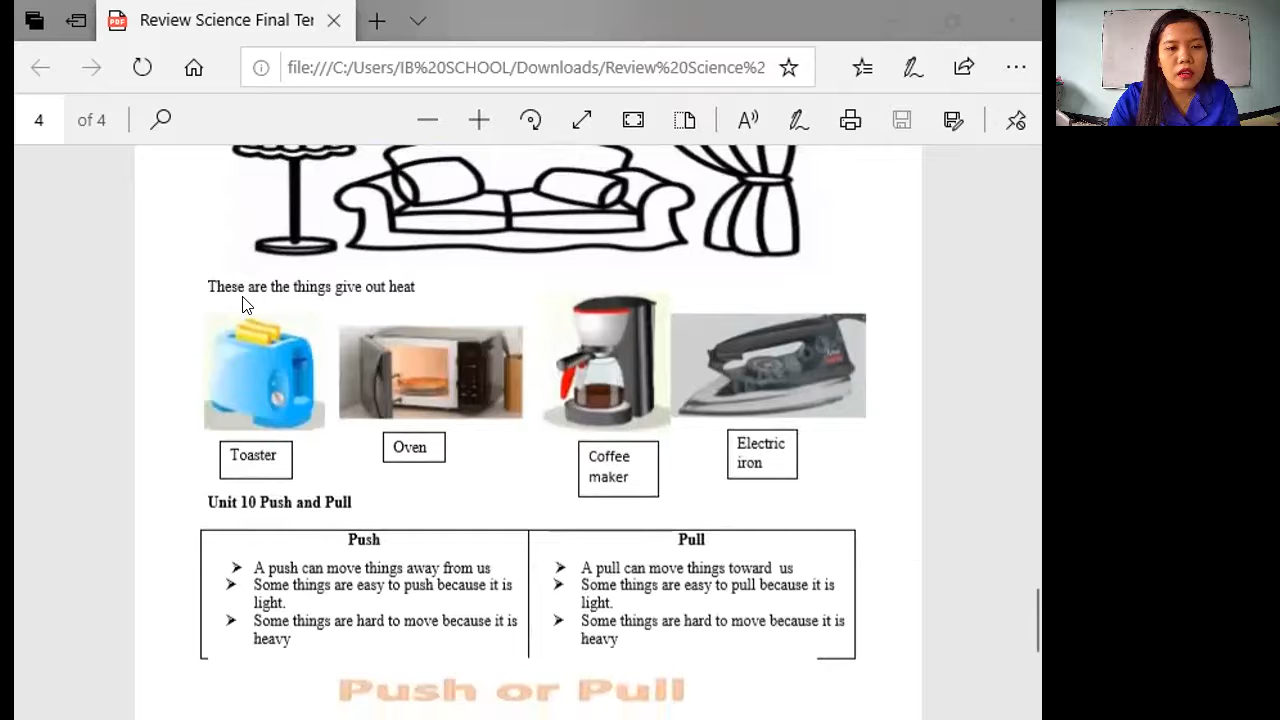 Review Science Final Ter
file:///C:/Users/IB%20SCHOOL/Downloads/Review%20Science%2
4 of 4
These are the things give out heat
Toaster
Oven
Coffee
maker
Electric
iron
Unit 10 Push and Pull
Push
A push can move things away from us
Some things are easy to push because it is
light.
Some things are hard to move because it is
heavy
Pull
A pull can move things toward us
Some things are easy to pull because it is
light.
Some things are hard to move because it is
heavy
Push or Pull